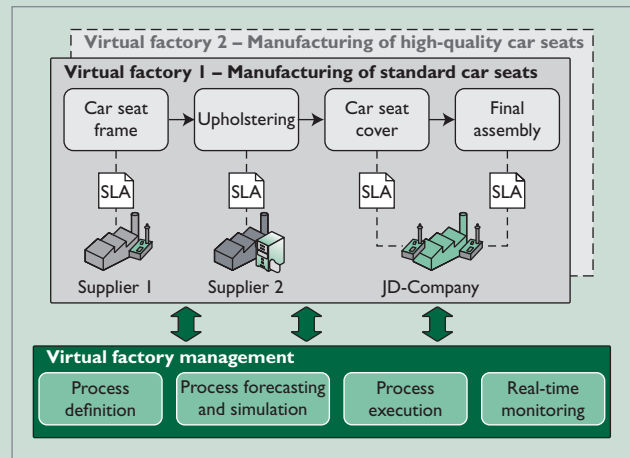 Virtual factory 2 – Manufacturing of high-quality car seats
Virtual factory 1 – Manufacturing of standard car seats
Car seat
frame
Upholstering
Car seat
cover
Final
assembly
SLA
SLA
SLA
SLA
Supplier 1
Supplier 2
JD-Company
Virtual factory management
Process
definition
Process forecasting
and simulation
Process
execution
Real-time
monitoring